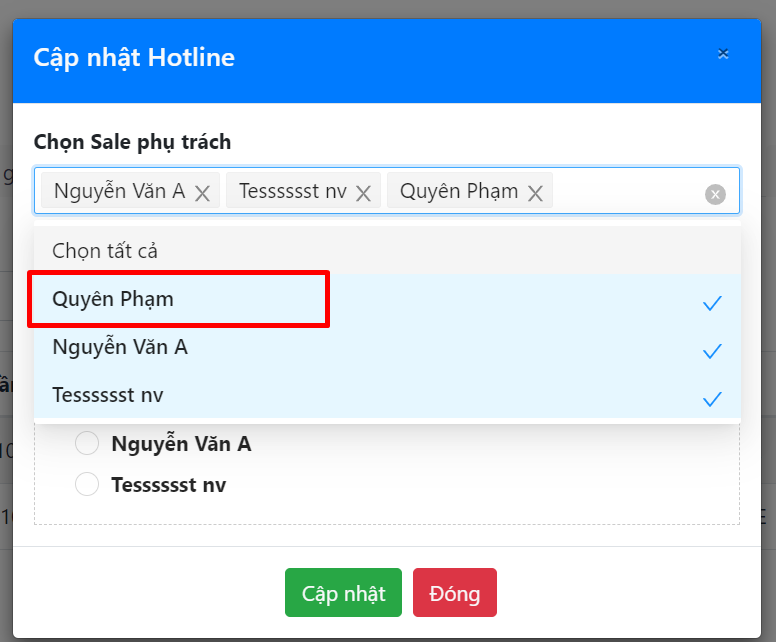 Cập nhật Hotline
Chọn Sale phụ trách
Nguyễn Văn A Tesssssst nv Quyên Phạm
Chọn tất cả
Quyên Phạm
Nguyễn Văn A
Tesssssst nv
Nguyễn Văn A
Tesssssst nv
Cập nhật Đóng